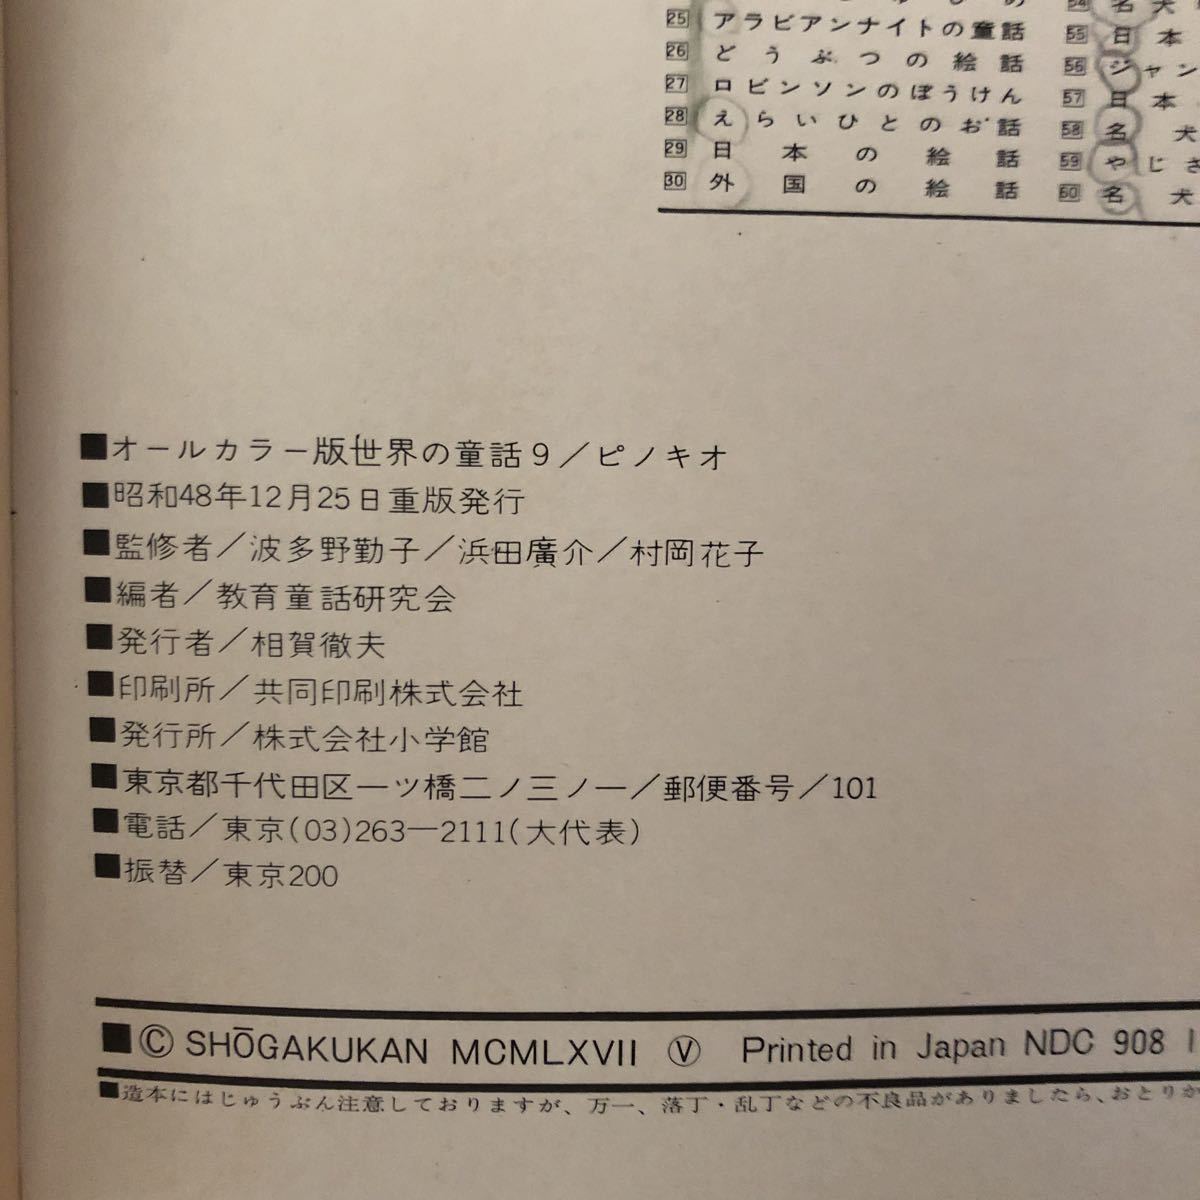 25 アラビアンナイトの童話
26 どうぶつの絵話
27 ロビンソンのぼうけん
28 えらいひとのお話
29 日本の絵話
30 外国の絵話
54 名犬
55 日本
56 ジャン
57 日本
58 名犬
59 やじき
60 名犬
■オールカラー版世界の童話9/ピノキオ
■昭和48年12月25日重版発行
■監修者/波多野勤子/浜田廣介/村岡花子
■編者/教育童話研究会
■発行者/相賀徹夫
■印刷所/共同印刷株式会社
■発行所/株式会社小学館
■東京都千代田区一ツ橋二ノ三ノ一/郵便番号/101
■電話/東京(03)263—2111(大代表)
■振替/東京200
■Ⓒ SHŌGAKUKAN MCMLXVII Ⓥ Printed in Japan NDC 908
■造本にはじゅうぶん注意しておりますが、万一、落丁・乱丁などの不良品がありましたら、おとりか